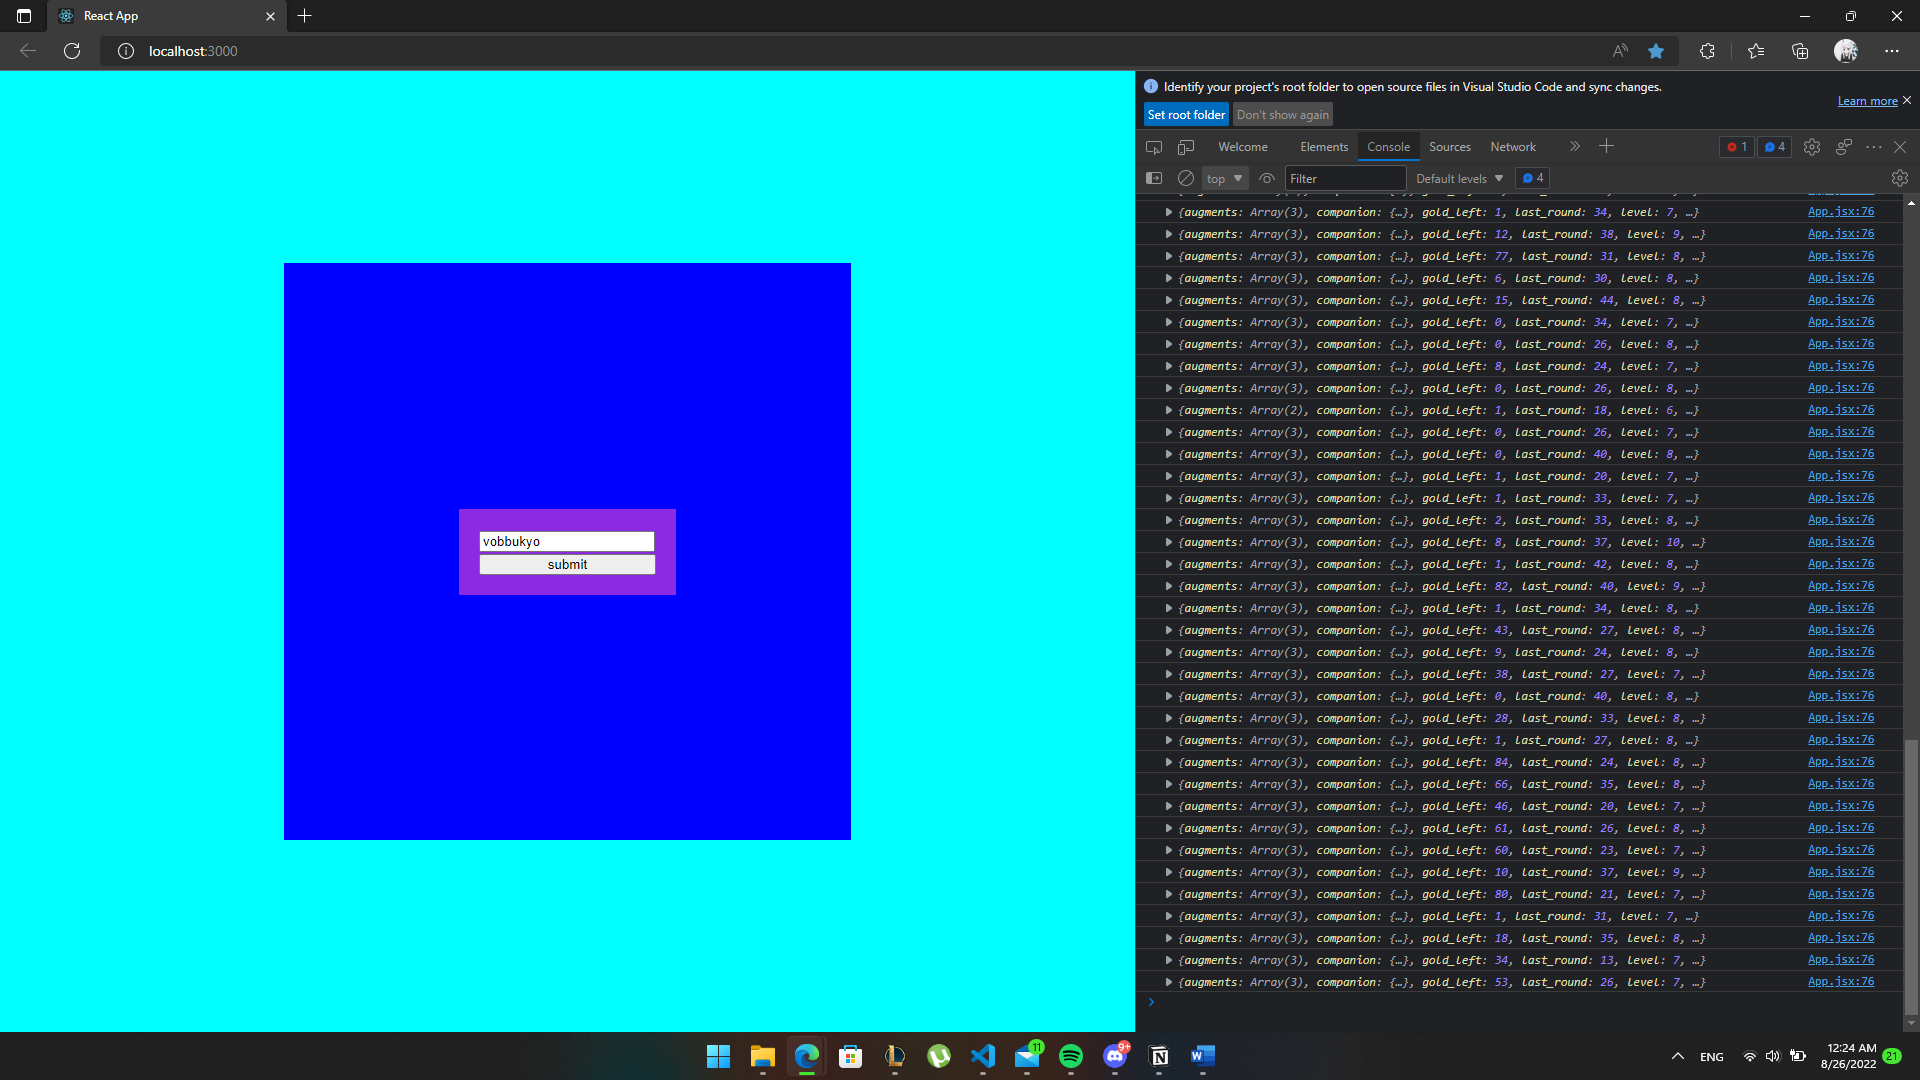 React App
localhost:3000
Identify your project's root folder to open source files in Visual Studio Code and sync changes.
Learn more
Set root folder Don't show again
Welcome Elements Console Sources Network 1 4
top Filter Default levels 4
{augments: Array(3), companion: {…}, gold_left: 1, last_round: 34, level: 7, …} App.jsx:76
{augments: Array(3), companion: {…}, gold_left: 12, last_round: 38, level: 9, …} App.jsx:76
{augments: Array(3), companion: {…}, gold_left: 77, last_round: 31, level: 8, …} App.jsx:76
{augments: Array(3), companion: {…}, gold_left: 6, last_round: 30, level: 8, …} App.jsx:76
{augments: Array(3), companion: {…}, gold_left: 15, last_round: 44, level: 8, …} App.jsx:76
{augments: Array(3), companion: {…}, gold_left: 0, last_round: 34, level: 7, …} App.jsx:76
{augments: Array(3), companion: {…}, gold_left: 0, last_round: 26, level: 8, …} App.jsx:76
{augments: Array(3), companion: {…}, gold_left: 8, last_round: 24, level: 7, …} App.jsx:76
{augments: Array(3), companion: {…}, gold_left: 0, last_round: 26, level: 8, …} App.jsx:76
{augments: Array(2), companion: {…}, gold_left: 1, last_round: 18, level: 6, …} App.jsx:76
{augments: Array(3), companion: {…}, gold_left: 0, last_round: 26, level: 7, …} App.jsx:76
{augments: Array(3), companion: {…}, gold_left: 0, last_round: 40, level: 8, …} App.jsx:76
{augments: Array(3), companion: {…}, gold_left: 1, last_round: 20, level: 7, …} App.jsx:76
{augments: Array(3), companion: {…}, gold_left: 1, last_round: 33, level: 7, …} App.jsx:76
{augments: Array(3), companion: {…}, gold_left: 2, last_round: 33, level: 8, …} App.jsx:76
{augments: Array(3), companion: {…}, gold_left: 8, last_round: 37, level: 10, …} App.jsx:76
{augments: Array(3), companion: {…}, gold_left: 1, last_round: 42, level: 8, …} App.jsx:76
{augments: Array(3), companion: {…}, gold_left: 82, last_round: 40, level: 9, …} App.jsx:76
{augments: Array(3), companion: {…}, gold_left: 1, last_round: 34, level: 8, …} App.jsx:76
{augments: Array(3), companion: {…}, gold_left: 43, last_round: 27, level: 8, …} App.jsx:76
{augments: Array(3), companion: {…}, gold_left: 9, last_round: 24, level: 8, …} App.jsx:76
{augments: Array(3), companion: {…}, gold_left: 38, last_round: 27, level: 7, …} App.jsx:76
{augments: Array(3), companion: {…}, gold_left: 0, last_round: 40, level: 8, …} App.jsx:76
{augments: Array(3), companion: {…}, gold_left: 28, last_round: 33, level: 8, …} App.jsx:76
{augments: Array(3), companion: {…}, gold_left: 1, last_round: 27, level: 8, …} App.jsx:76
{augments: Array(3), companion: {…}, gold_left: 84, last_round: 24, level: 8, …} App.jsx:76
{augments: Array(3), companion: {…}, gold_left: 66, last_round: 35, level: 8, …} App.jsx:76
{augments: Array(3), companion: {…}, gold_left: 46, last_round: 20, level: 7, …} App.jsx:76
{augments: Array(3), companion: {…}, gold_left: 61, last_round: 26, level: 8, …} App.jsx:76
{augments: Array(3), companion: {…}, gold_left: 60, last_round: 23, level: 7, …} App.jsx:76
{augments: Array(3), companion: {…}, gold_left: 10, last_round: 37, level: 9, …} App.jsx:76
{augments: Array(3), companion: {…}, gold_left: 80, last_round: 21, level: 7, …} App.jsx:76
{augments: Array(3), companion: {…}, gold_left: 1, last_round: 31, level: 7, …} App.jsx:76
{augments: Array(3), companion: {…}, gold_left: 18, last_round: 35, level: 8, …} App.jsx:76
{augments: Array(3), companion: {…}, gold_left: 34, last_round: 13, level: 7, …} App.jsx:76
{augments: Array(3), companion: {…}, gold_left: 53, last_round: 26, level: 7, …} App.jsx:76
vobbukyo
submit
11
9+
ENG
12:24 AM
8/26/2022
21